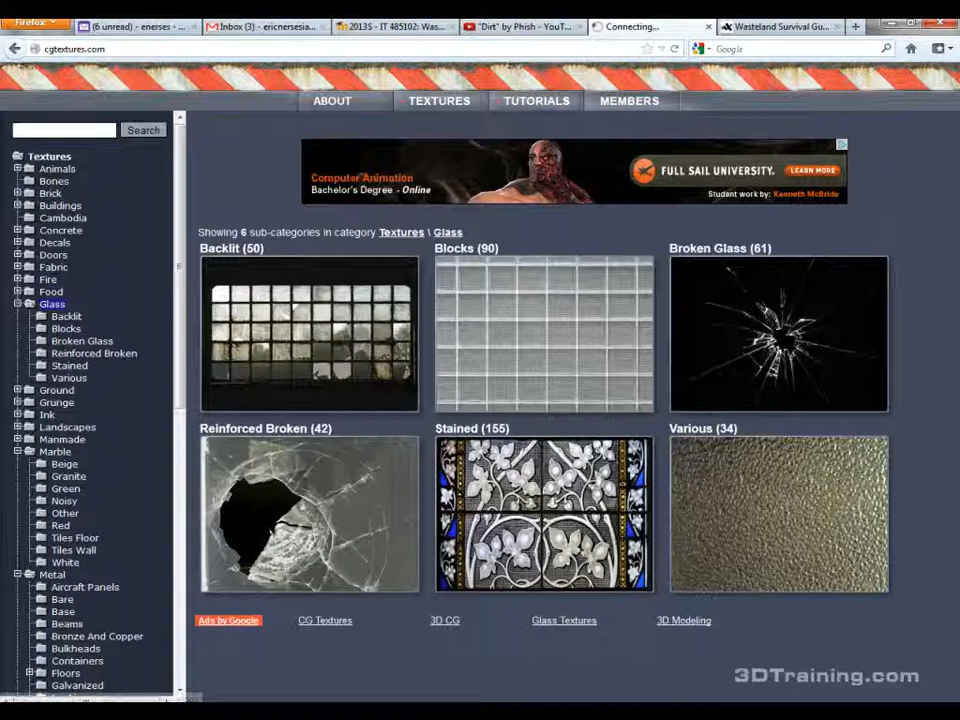 Firefox
(6 unread) - enerses - ...
Inbox (3) - ericnersesia...
2013S - IT 485102: Was...
"Dirt" by Phish - YouT...
Connecting...
Wasteland Survival Gu...
cgtextures.com
Google
ABOUT
TEXTURES
TUTORIALS
MEMBERS
Search
Computer Animation
Bachelor's Degree - Online
FULL SAIL UNIVERSITY.
LEARN MORE
Student work by: Kenneth McBride
Textures
Animals
Bones
Brick
Buildings
Cambodia
Concrete
Decals
Doors
Fabric
Fire
Food
Glass
Backlit
Blocks
Broken Glass
Reinforced Broken
Stained
Various
Ground
Grunge
Ink
Landscapes
Manmade
Marble
Beige
Granite
Green
Noisy
Other
Red
Tiles Floor
Tiles Wall
White
Metal
Aircraft Panels
Bare
Base
Beams
Bronze And Copper
Bulkheads
Containers
Floors
Galvanized
Showing 6 sub-categories in category Textures \ Glass
Backlit (50)
Blocks (90)
Broken Glass (61)
Reinforced Broken (42)
Stained (155)
Various (34)
Ads by Google
CG Textures
3D CG
Glass Textures
3D Modeling
3DTraining.com